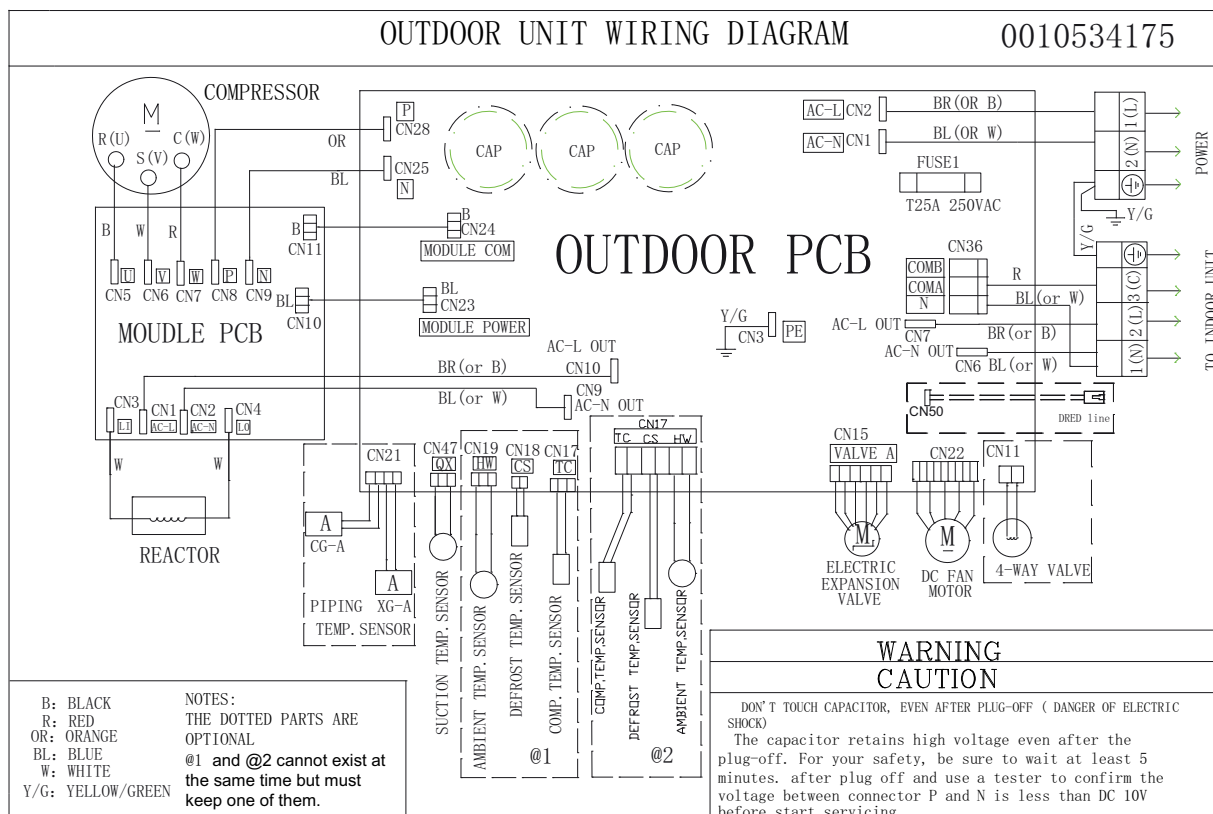 OUTDOOR UNIT WIRING DIAGRAM 0010534175
COMPRESSOR
M
R(U)
S(V)
C(W)
OR
BL
P
CN28
CN25
N
CAP
CAP
CAP
AC-L CN2
BR(OR B)
AC-N CN1
BL(OR W)
FUSE1
T25A 250VAC
1(L)
2(N)
POWER
Y/G
Y/G
B
W
R
CN5
U
CN6
V
CN7
W
CN8
P
CN9
N
B
CN11
B
CN24
MODULE COM
BL
CN10
BL
CN23
MODULE POWER
MOUDLE PCB
OUTDOOR PCB
CN36
COMB
COMA
N
R
BL(or W)
AC-L OUT
CN7
BR(or B)
AC-N OUT
CN6
BL(or W)
3(C)
2(L)
1(N)
TO INDOOR UNIT
Y/G
CN3
PE
AC-L OUT
BR(or B)
CN10
BL(or W)
CN9
AC-N OUT
CN3
LI
CN1
AC-L
CN2
AC-N
CN4
LO
W
W
REACTOR
CN50
DRED line
CN21
A
CG-A
A
PIPING XG-A
TEMP.SENSOR
CN47
QX
SUCTION TEMP.SENSOR
CN19
HW
AMBIENT TEMP.SENSOR
CN18
CS
DEFROST TEMP.SENSOR
CN17
TC
COMP.TEMP.SENSOR
@1
CN17
TC CS HW
COMP.TEMP.SENSOR
DEFROST TEMP.SENSOR
AMBIENT TEMP.SENSOR
@2
CN15
VALVE A
M
ELECTRIC
EXPANSION
VALVE
CN22
M
DC FAN
MOTOR
CN11
4-WAY VALVE
B: BLACK
R: RED
OR: ORANGE
BL: BLUE
W: WHITE
Y/G: YELLOW/GREEN
NOTES:
THE DOTTED PARTS ARE
OPTIONAL
@1 and @2 cannot exist at
the same time but must
keep one of them.
WARNING
CAUTION
DON'T TOUCH CAPACITOR, EVEN AFTER PLUG-OFF ( DANGER OF ELECTRIC
SHOCK)
The capacitor retains high voltage even after the
plug-off. For your safety, be sure to wait at least 5
minutes. after plug off and use a tester to confirm the
voltage between connector P and N is less than DC 10V
before start servicing